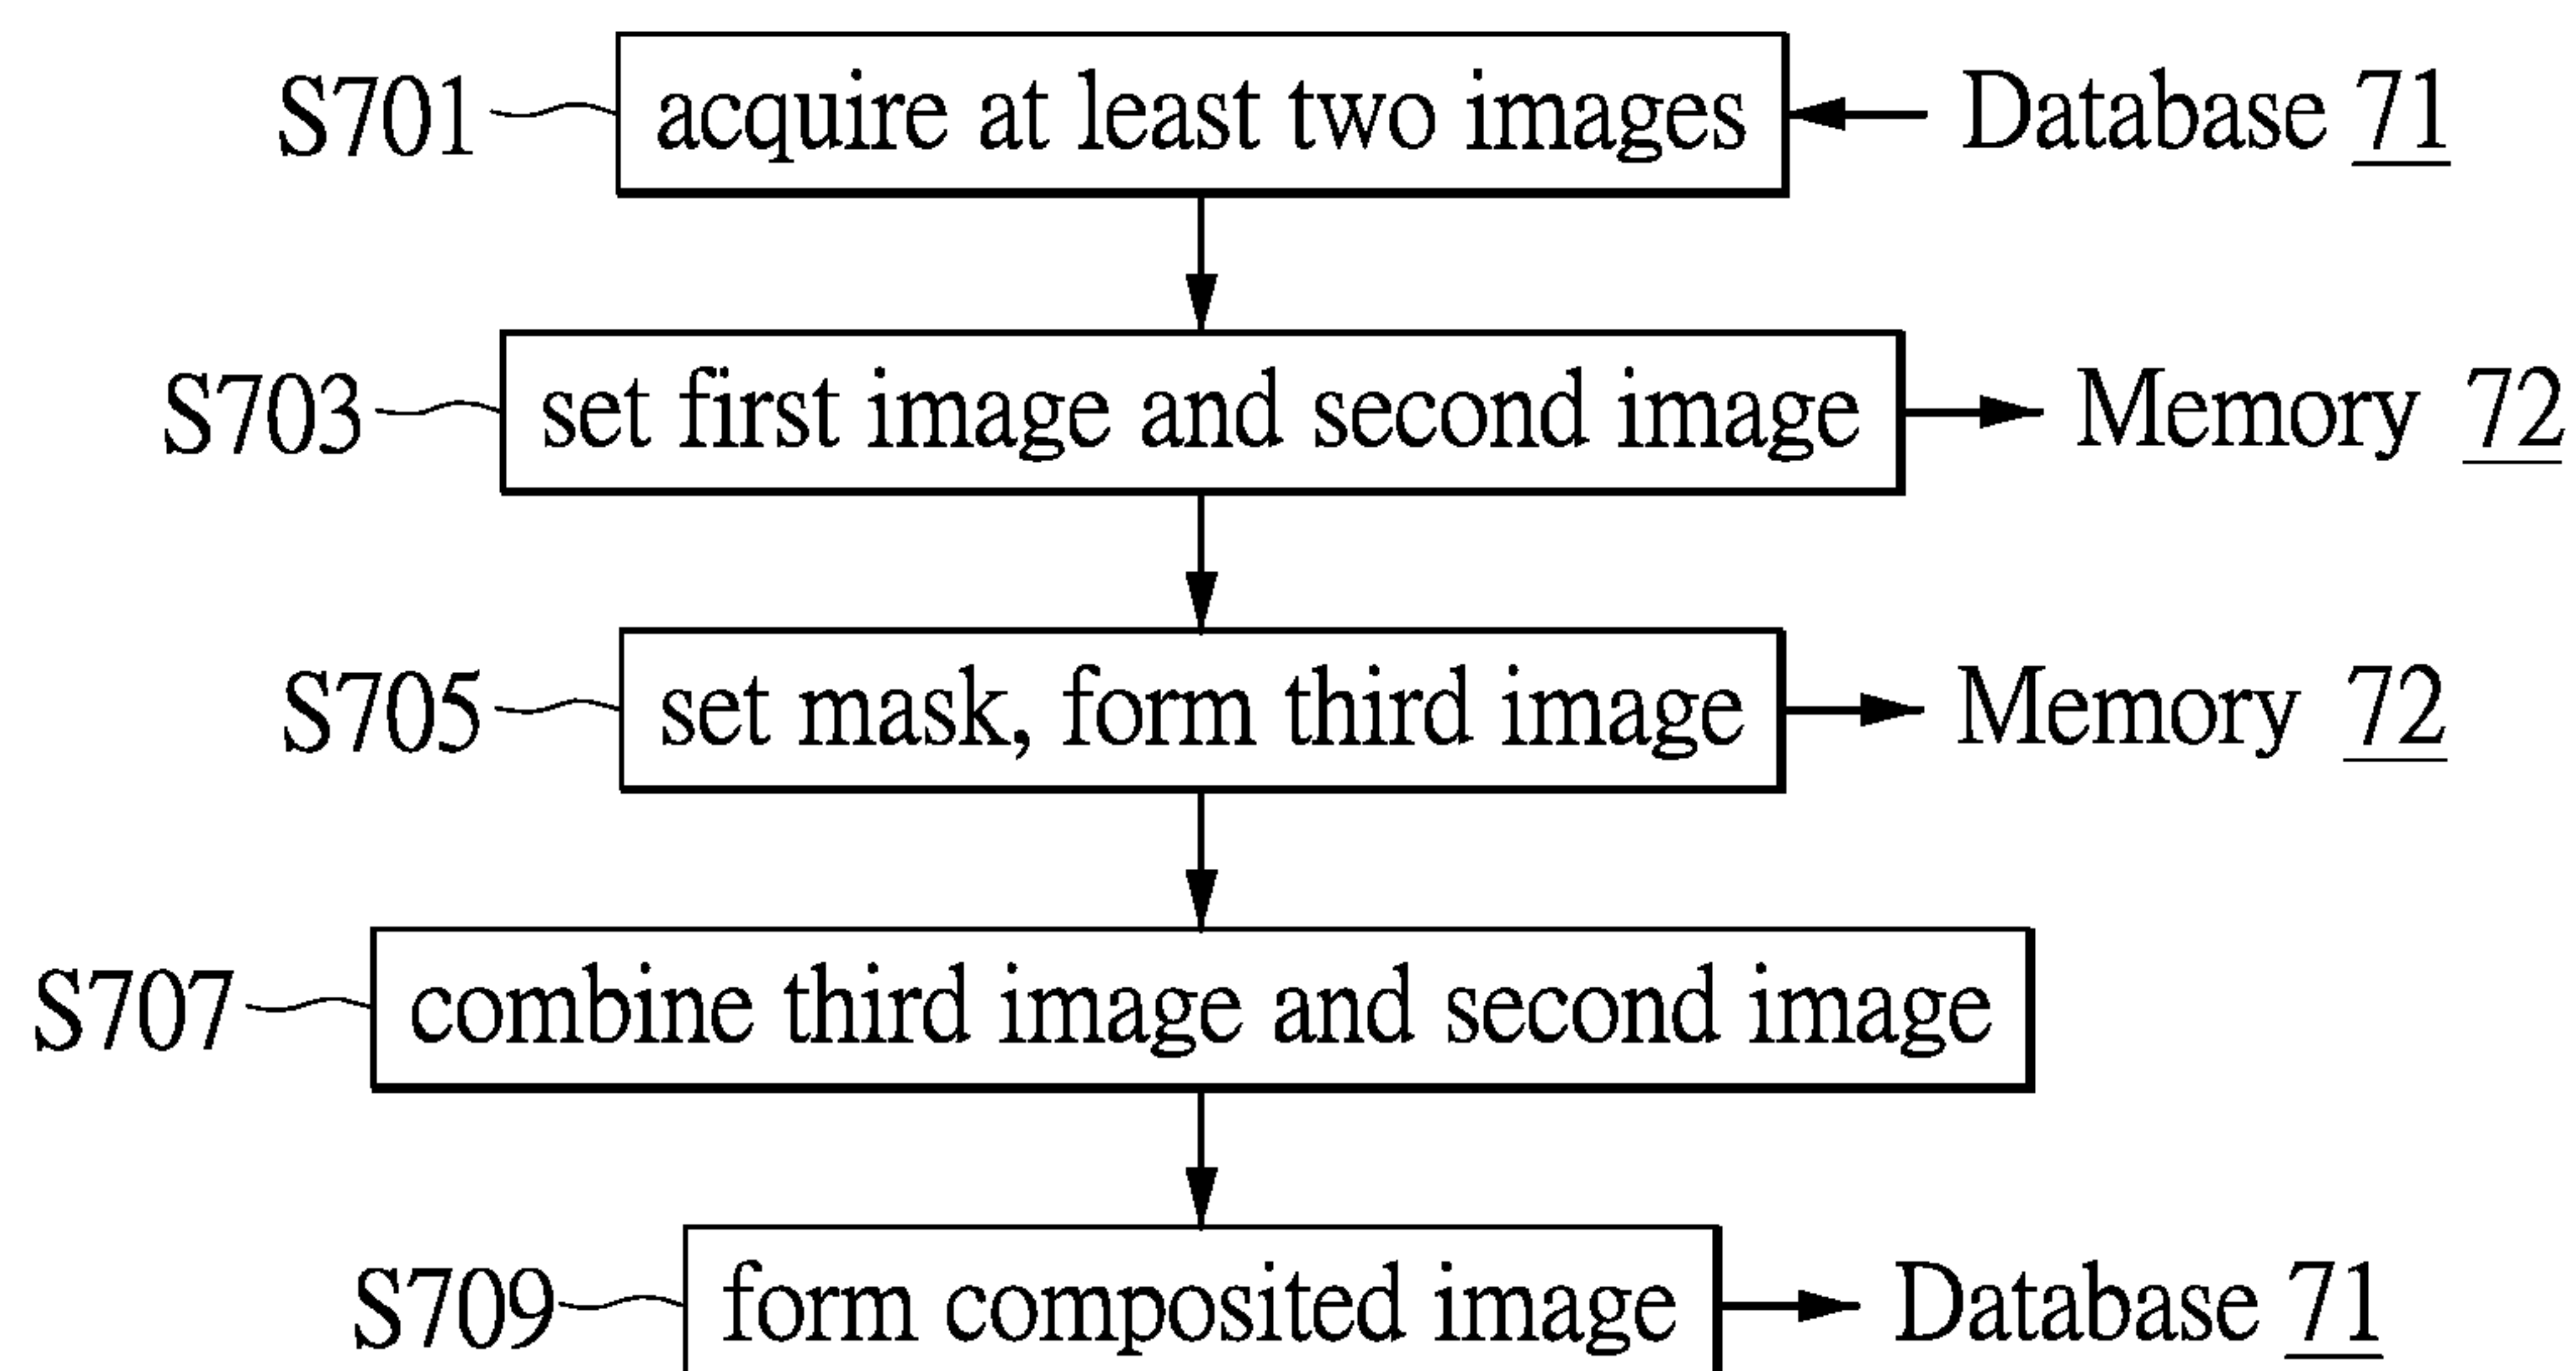 S701 acquire at least two images Database 71
S703 set first image and second image Memory 72
S705 set mask, form third image Memory 72
S707 combine third image and second image
S709 form composited image Database 71